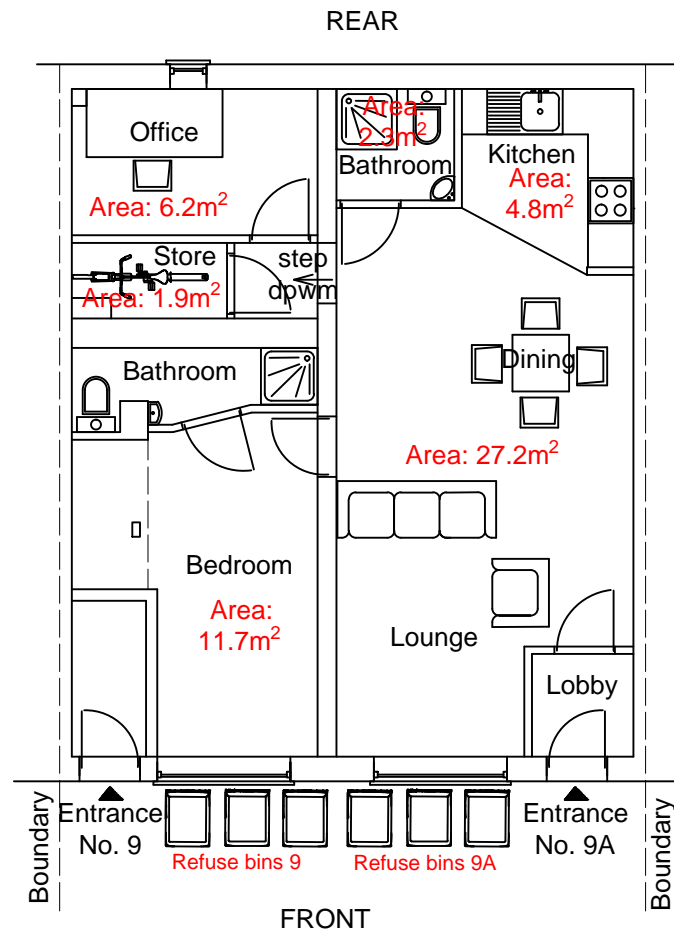 REAR
Office
Area: 6.2m²
Area:
2.3m²
Bathroom
Kitchen
Area:
4.8m²
Store
Area: 1.9m²
step
dpwm
Bathroom
Dining
Area: 27.2m²
Bedroom
Area:
11.7m²
Lounge
Lobby
Boundary
Entrance
No. 9
Refuse bins 9
Refuse bins 9A
Entrance
No. 9A
Boundary
FRONT